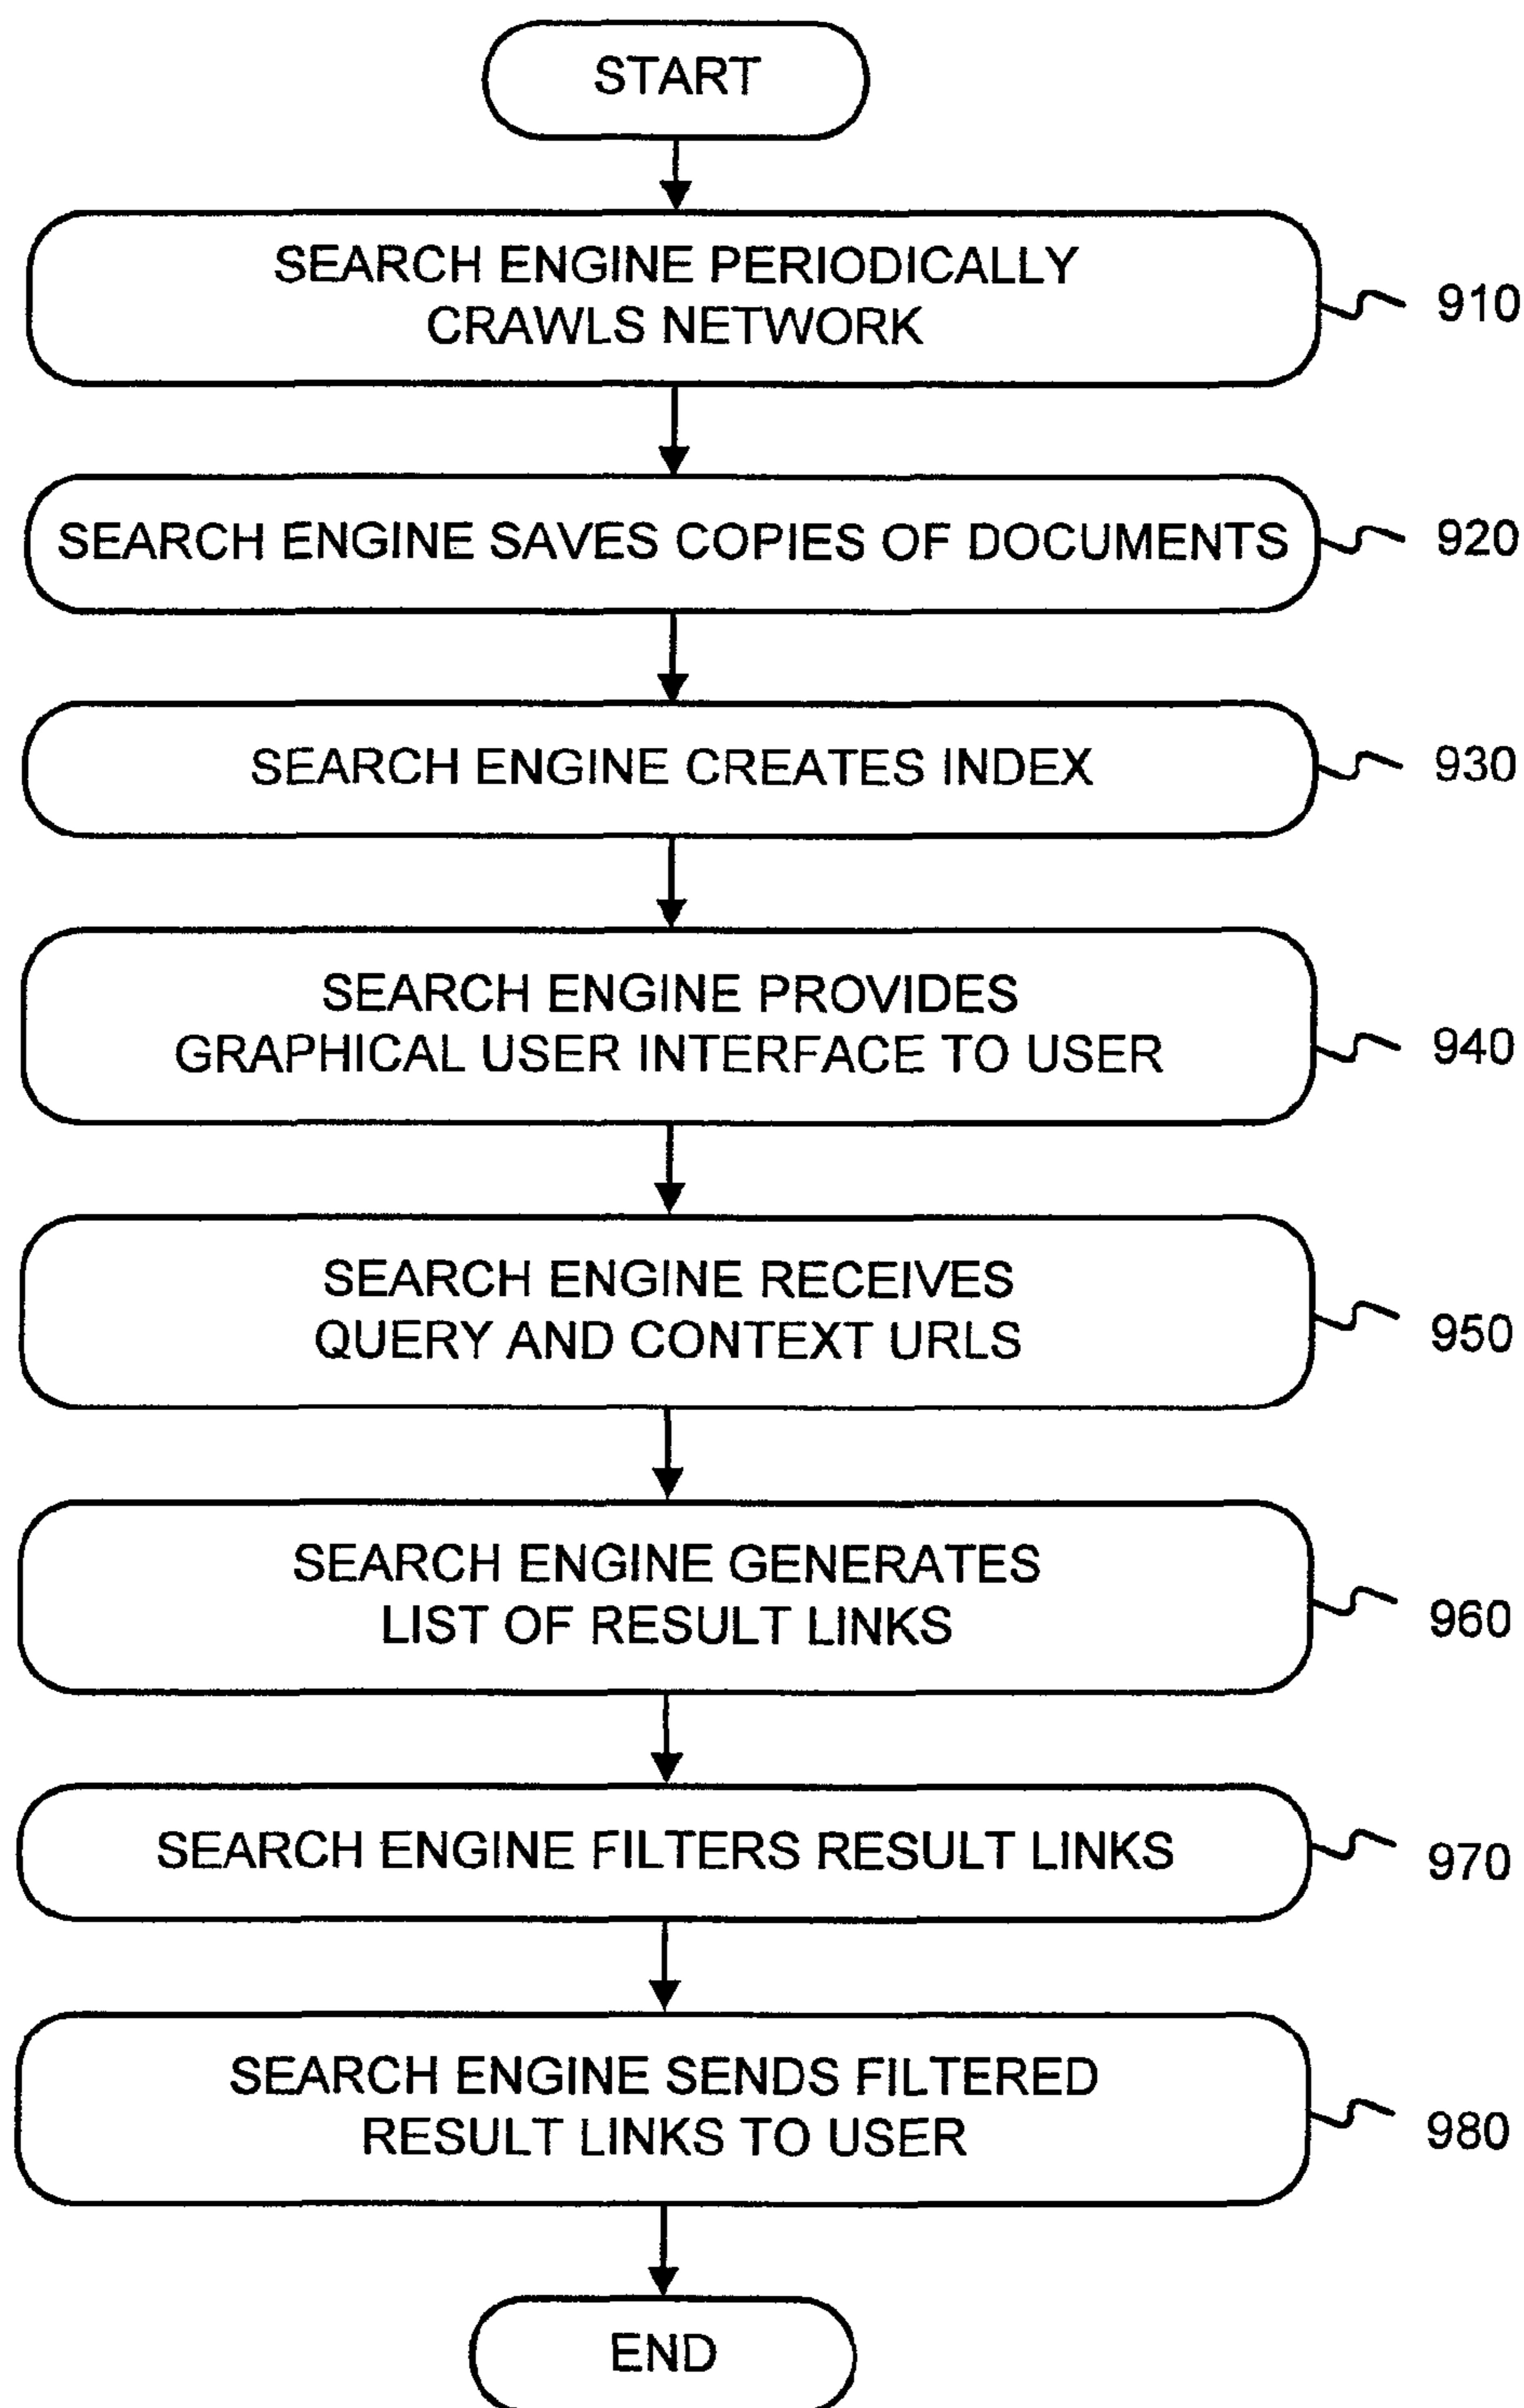 START
SEARCH ENGINE PERIODICALLY
CRAWLS NETWORK
910
SEARCH ENGINE SAVES COPIES OF DOCUMENTS
920
SEARCH ENGINE CREATES INDEX
930
SEARCH ENGINE PROVIDES
GRAPHICAL USER INTERFACE TO USER
940
SEARCH ENGINE RECEIVES
QUERY AND CONTEXT URLS
950
SEARCH ENGINE GENERATES
LIST OF RESULT LINKS
960
SEARCH ENGINE FILTERS RESULT LINKS
970
SEARCH ENGINE SENDS FILTERED
RESULT LINKS TO USER
980
END